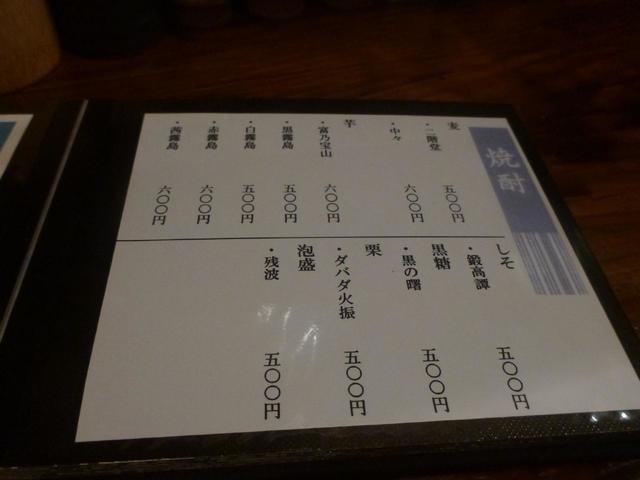 焼酎
麦
・二階堂 五〇〇円
・中々 六〇〇円
芋
・富乃宝山 六〇〇円
・黒霧島 五〇〇円
・白霧島 五〇〇円
・赤霧島 六〇〇円
・茜霧島 六〇〇円
しそ
・鍛高譚 五〇〇円
黒糖
・黒の曙 五〇〇円
栗
・ダバダ火振 五〇〇円
泡盛
・残波 五〇〇円